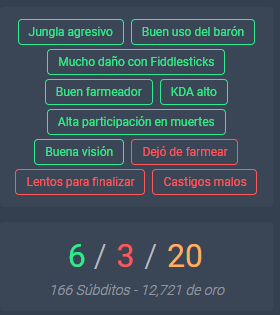 Jungla agresivo Buen uso del barón
Mucho daño con Fiddlesticks
Buen farmeador KDA alto
Alta participación en muertes
Buena visión Dejó de farmear
Lentos para finalizar Castigos malos
6 / 3 / 20
166 Súbditos - 12,721 de oro